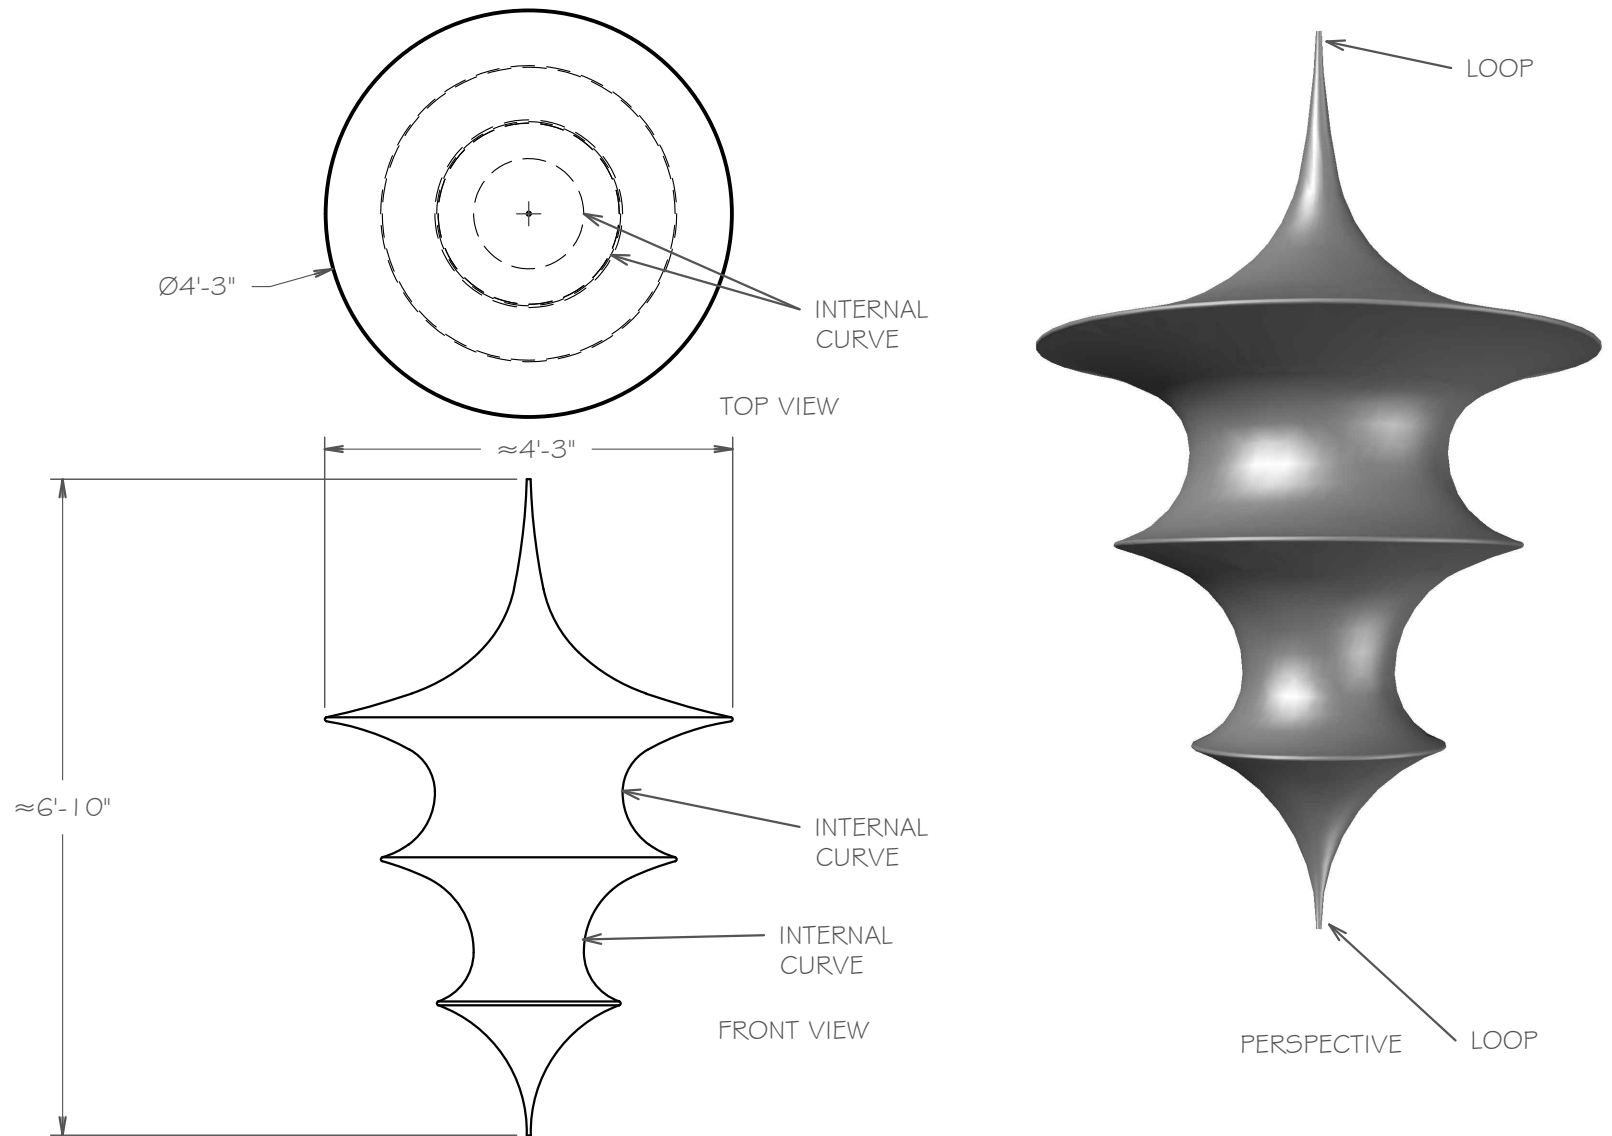 LOOP
Ø4'-3"
INTERNAL
CURVE
TOP VIEW
≈4'-3"
≈6'-10"
INTERNAL
CURVE
INTERNAL
CURVE
FRONT VIEW
PERSPECTIVE
LOOP